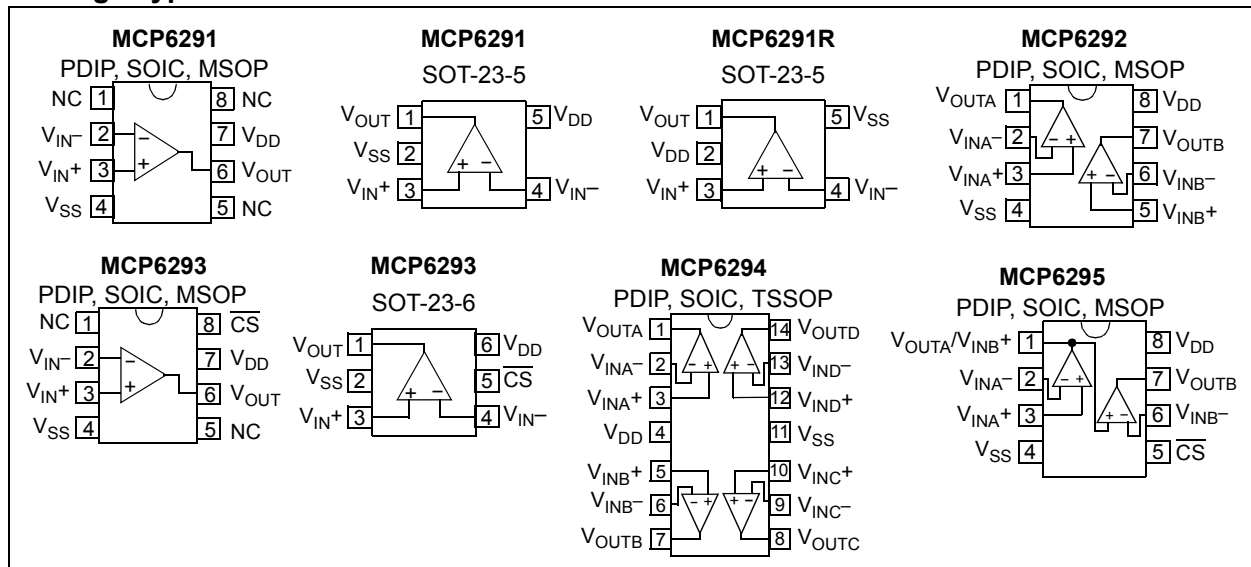 MCP6291
PDIP, SOIC, MSOP
NC 1
8 NC
VIN– 2
7 VDD
VIN+ 3
6 VOUT
VSS 4
5 NC
– +
MCP6291
SOT-23-5
VOUT 1
5 VDD
VSS 2
VIN+ 3
4 VIN–
+ –
MCP6291R
SOT-23-5
VOUT 1
5 VSS
VDD 2
VIN+ 3
4 VIN–
+ –
MCP6292
PDIP, SOIC, MSOP
VOUTA 1
8 VDD
VINA– 2
7 VOUTB
VINA+ 3
6 VINB–
VSS 4
5 VINB+
- +
+ -
MCP6293
PDIP, SOIC, MSOP
NC 1
8 CS
VIN– 2
7 VDD
VIN+ 3
6 VOUT
VSS 4
5 NC
– +
MCP6293
SOT-23-6
VOUT 1
6 VDD
VSS 2
5 CS
VIN+ 3
4 VIN–
+ –
MCP6294
PDIP, SOIC, TSSOP
VOUTA 1
14 VOUTD
VINA– 2
13 VIND–
VINA+ 3
12 VIND+
VDD 4
11 VSS
VINB+ 5
10 VINC+
VINB– 6
9 VINC–
VOUTB 7
8 VOUTC
- +
+ -
- +
+ -
MCP6295
PDIP, SOIC, MSOP
VOUTA/VINB+ 1
8 VDD
VINA– 2
7 VOUTB
VINA+ 3
6 VINB–
VSS 4
5 CS
- +
+ -